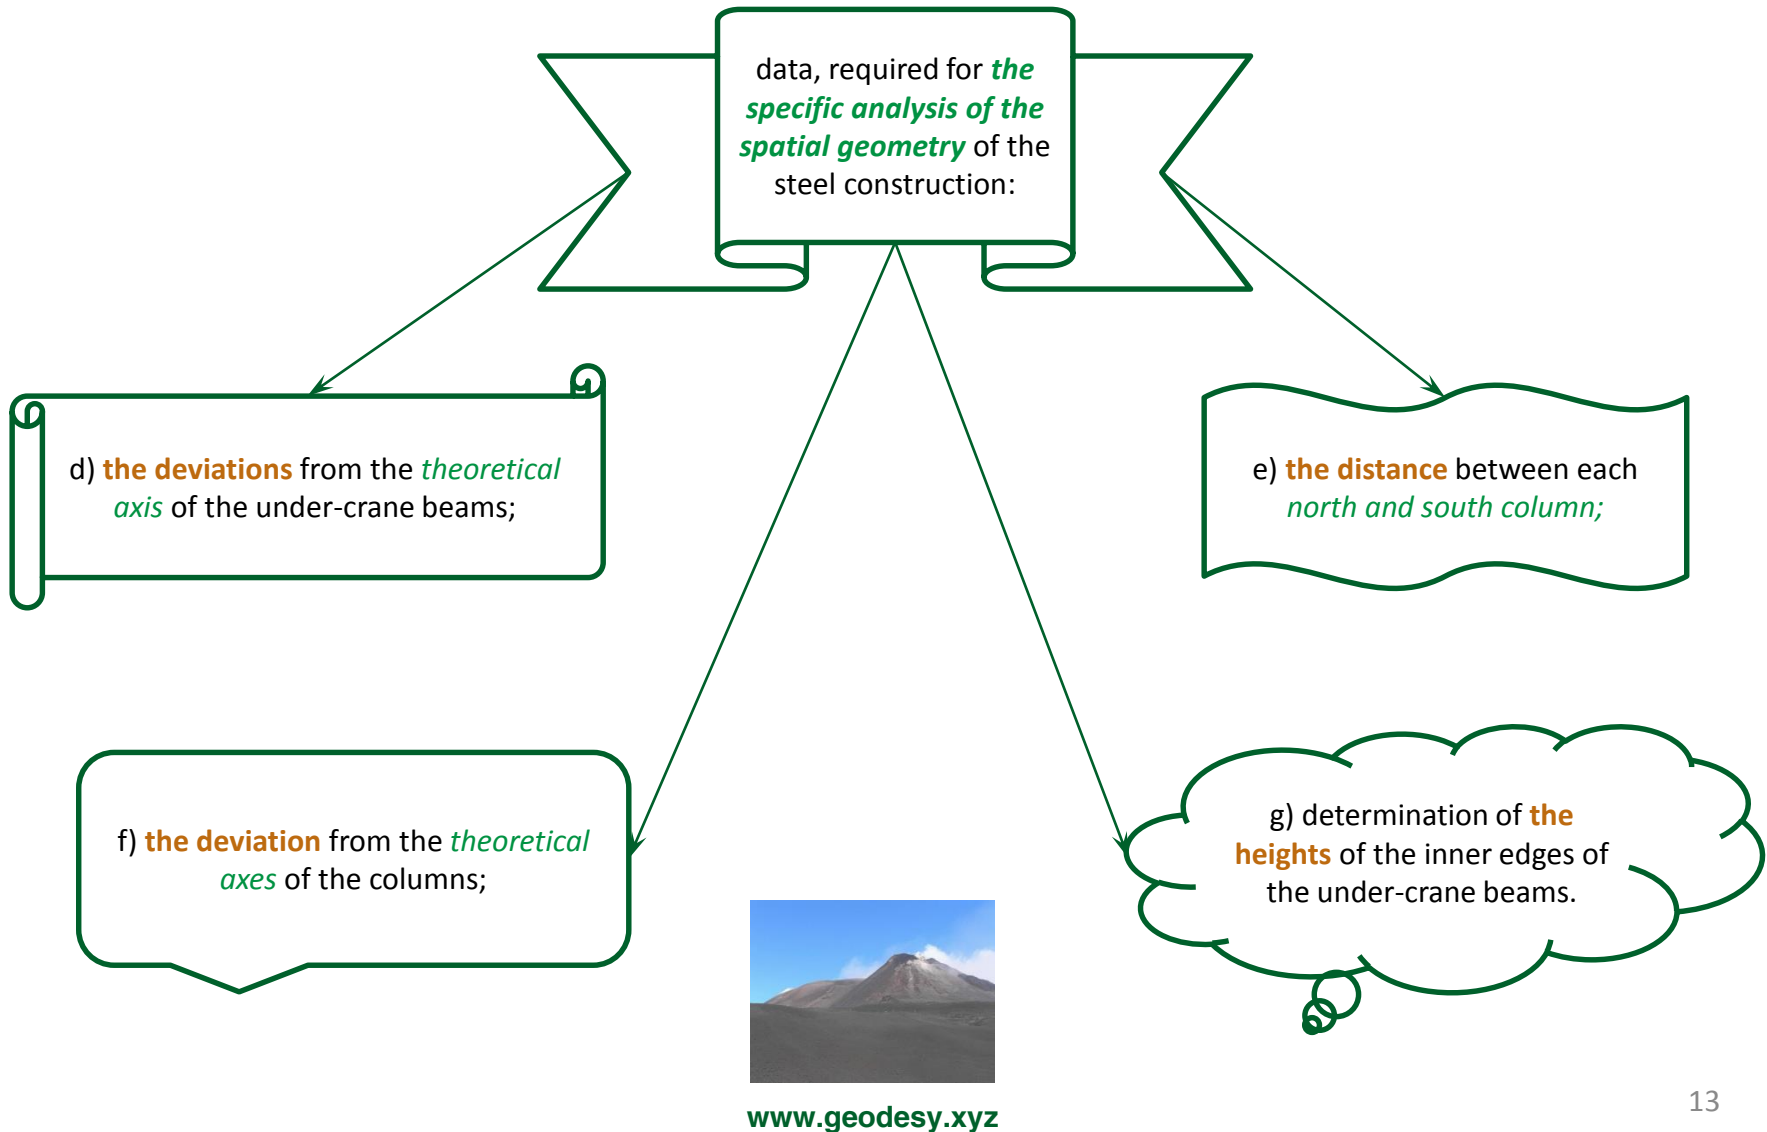 data, required for the
specific analysis of the
spatial geometry of the
steel construction:
d) the deviations from the theoretical
axis of the under-crane beams;
e) the distance between each
north and south column;
f) the deviation from the theoretical
axes of the columns;
g) determination of the
heights of the inner edges of
the under-crane beams.
www.geodesy.xyz
13